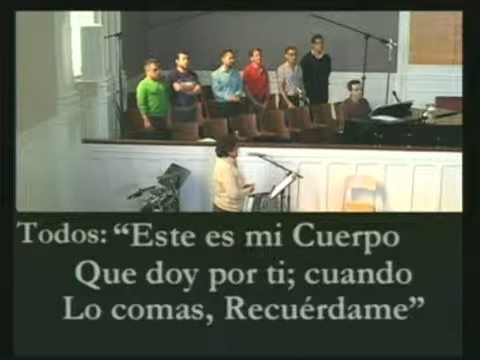 Todos: “Este es mi Cuerpo
Que doy por ti; cuando
Lo comas, Recuérdame”